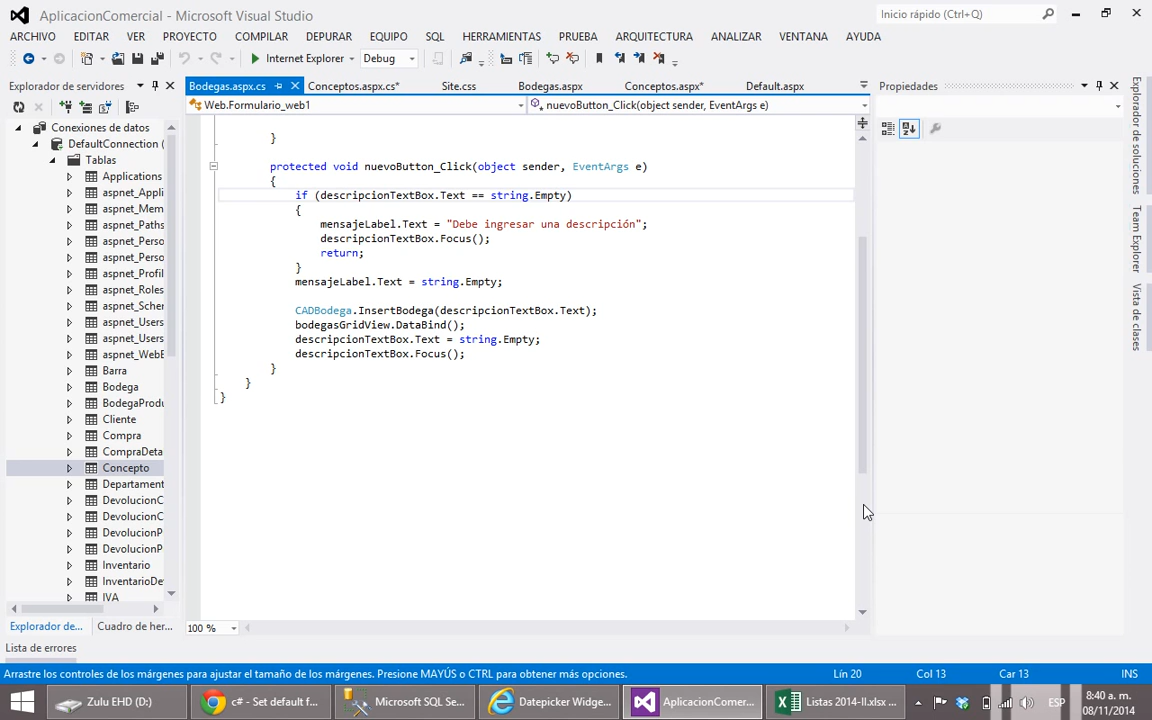 AplicacionComercial - Microsoft Visual Studio
Inicio rápido (Ctrl+Q)
ARCHIVO EDITAR VER PROYECTO COMPILAR DEPURAR EQUIPO SQL HERRAMIENTAS PRUEBA ARQUITECTURA ANALIZAR VENTANA AYUDA
Internet Explorer Debug
Explorador de servidores
Bodegas.aspx.cs Conceptos.aspx.cs* Site.css Bodegas.aspx Conceptos.aspx* Default.aspx
Propiedades
Web.Formulario_web1 nuevoButton_Click(object sender, EventArgs e)
Conexiones de datos
DefaultConnection (
Tablas
Applications
aspnet_Appli
aspnet_Mem
aspnet_Paths
aspnet_Perso
aspnet_Perso
aspnet_Profil
aspnet_Roles
aspnet_Scher
aspnet_Users
aspnet_Users
aspnet_WebE
Barra
Bodega
BodegaProdu
Cliente
Compra
CompraDeta
Concepto
Departament
DevolucionC
DevolucionC
DevolucionP
DevolucionP
Inventario
InventarioDe
IVA
}
protected void nuevoButton_Click(object sender, EventArgs e)
{
if (descripcionTextBox.Text == string.Empty)
{
mensajeLabel.Text = "Debe ingresar una descripción";
descripcionTextBox.Focus();
return;
}
mensajeLabel.Text = string.Empty;
CADBodega.InsertBodega(descripcionTextBox.Text);
bodegasGridView.DataBind();
descripcionTextBox.Text = string.Empty;
descripcionTextBox.Focus();
}
}
}
Explorador de soluciones
Team Explorer
Vista de clases
100 %
Explorador de... Cuadro de her...
Lista de errores
Arrastre los controles de los márgenes para ajustar el tamaño de los márgenes. Presione MAYÚS o CTRL para obtener más opciones.
Lín 20 Col 13 Car 13 INS
Zulu EHD (D:) c# - Set default f... Microsoft SQL Se... Datepicker Widge... AplicacionComer... Listas 2014-II.xlsx ... ESP
8:40 a. m.
08/11/2014